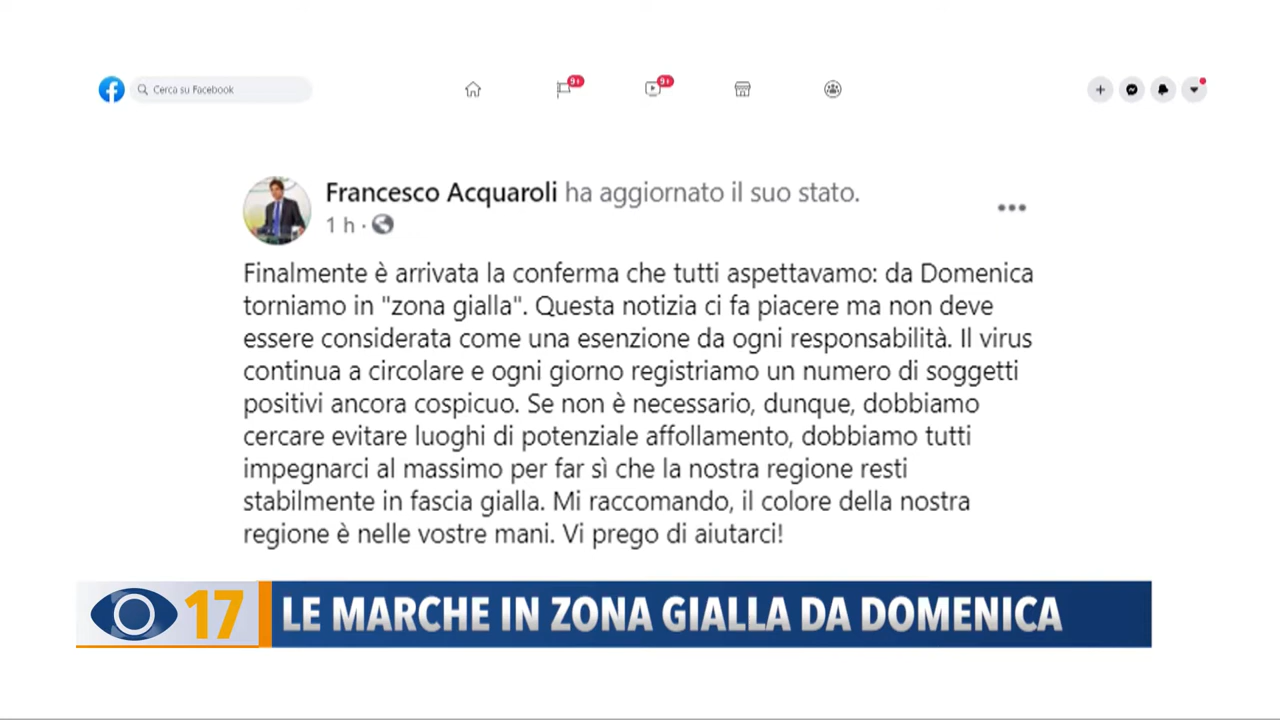 Cerca su Facebook
9+
9+
Francesco Acquaroli ha aggiornato il suo stato.
1 h ·
Finalmente è arrivata la conferma che tutti aspettavamo: da Domenica
torniamo in "zona gialla". Questa notizia ci fa piacere ma non deve
essere considerata come una esenzione da ogni responsabilità. Il virus
continua a circolare e ogni giorno registriamo un numero di soggetti
positivi ancora cospicuo. Se non è necessario, dunque, dobbiamo
cercare evitare luoghi di potenziale affollamento, dobbiamo tutti
impegnarci al massimo per far sì che la nostra regione resti
stabilmente in fascia gialla. Mi raccomando, il colore della nostra
regione è nelle vostre mani. Vi prego di aiutarci!
17 LE MARCHE IN ZONA GIALLA DA DOMENICA